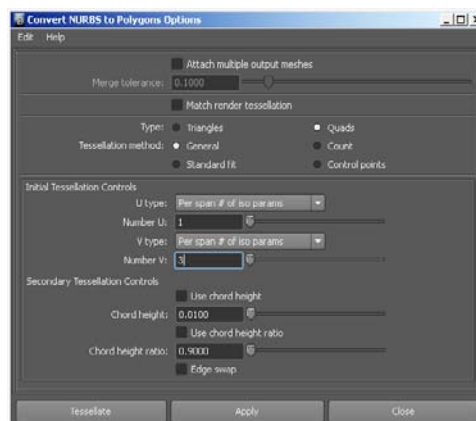 Convert NURBS to Polygons Options
Edit Help
Attach multiple output meshes
Merge tolerance: 0.1000
Match render tessellation
Type: Triangles Quads
Tessellation method: General Count
Standard fit Control points
Initial Tessellation Controls
U type: Per span # of iso params
Number U: 1
V type: Per span # of iso params
Number V: 3
Secondary Tessellation Controls
Use chord height
Chord height: 0.0100
Use chord height ratio
Chord height ratio: 0.9000
Edge swap
Tessellate Apply Close